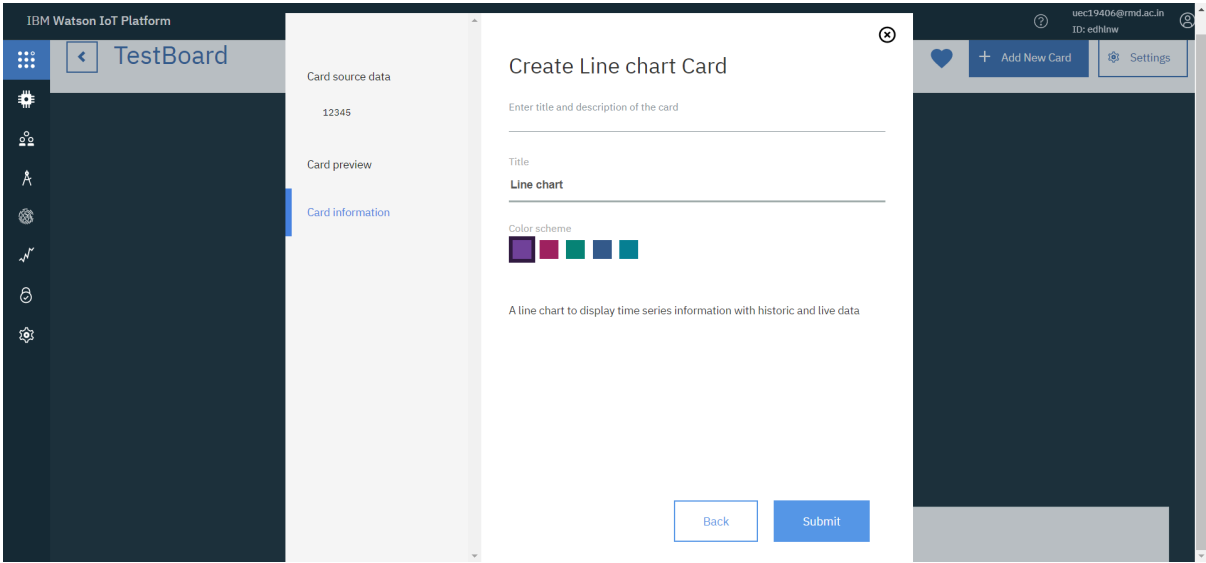 IBM Watson IoT Platform
uec19406@rmd.ac.in
ID: edhlnw
TestBoard
Add New Card
Settings
Card source data
12345
Card preview
Card information
Create Line chart Card
Enter title and description of the card
Title
Line chart
Color scheme
A line chart to display time series information with historic and live data
Back
Submit